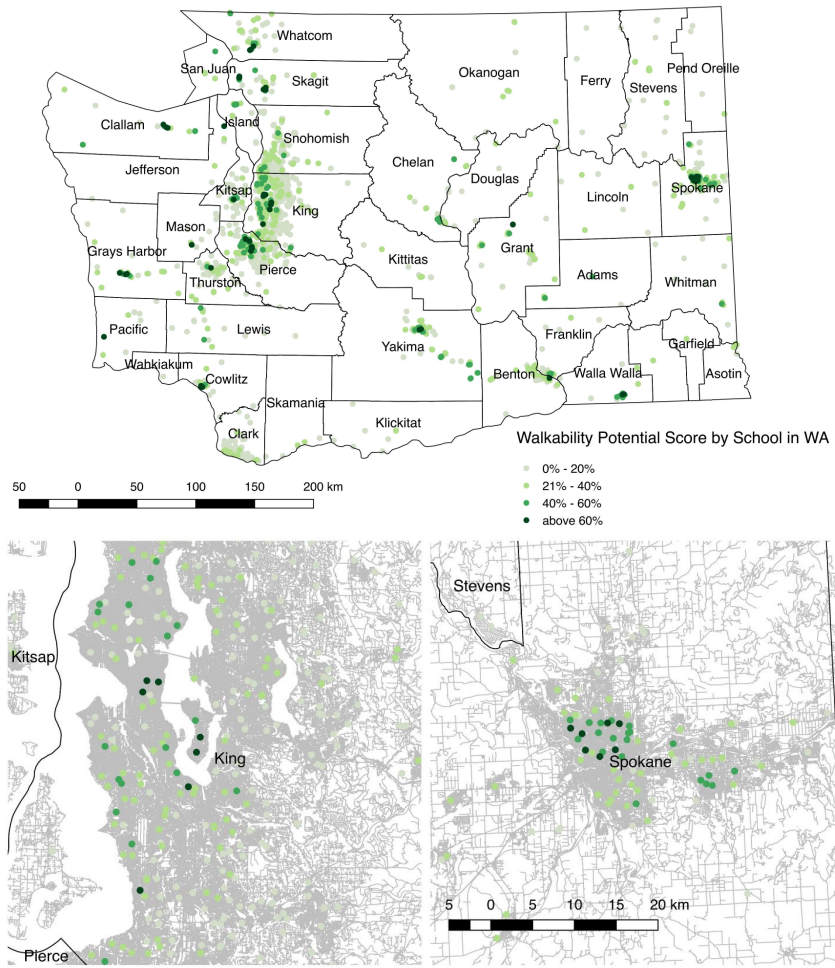 Whatcom
San Juan
Skagit
Okanogan
Ferry
Stevens
Pend Oreille
Clallam
Island
Snohomish
Chelan
Jefferson
Douglas
Kitsap
King
Lincoln
Spokane
Mason
Grays Harbor
Grant
Thurston
Pierce
Kittitas
Adams
Whitman
Pacific
Lewis
Yakima
Franklin
Garfield
Wahkiakum
Cowlitz
Benton
Walla Walla
Asotin
Skamania
Klickitat
Clark
Walkability Potential Score by School in WA
0% - 20%
21% - 40%
40% - 60%
above 60%
50 0 50 100 150 200 km
Stevens
Kitsap
King
Spokane
5 0 5 10 15 20 km
Pierce